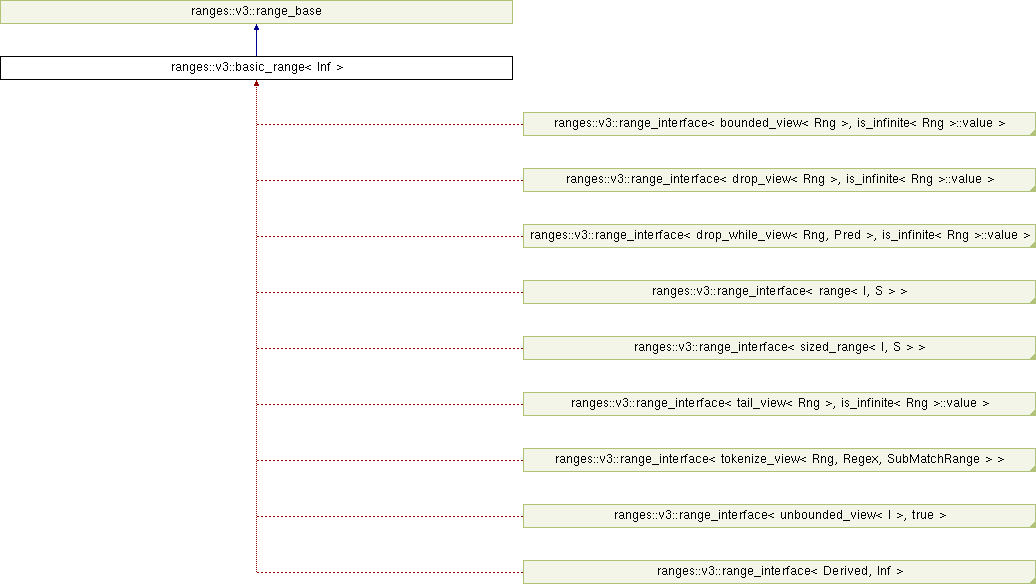 ranges::v3::range_base
ranges::v3::basic_range< Inf >
ranges::v3::range_interface< bounded_view< Rng >, is_infinite< Rng >::value >
ranges::v3::range_interface< drop_view< Rng >, is_infinite< Rng >::value >
ranges::v3::range_interface< drop_while_view< Rng, Pred >, is_infinite< Rng >::value >
ranges::v3::range_interface< range< I, S > >
ranges::v3::range_interface< sized_range< I, S > >
ranges::v3::range_interface< tail_view< Rng >, is_infinite< Rng >::value >
ranges::v3::range_interface< tokenize_view< Rng, Regex, SubMatchRange > >
ranges::v3::range_interface< unbounded_view< I >, true >
ranges::v3::range_interface< Derived, Inf >